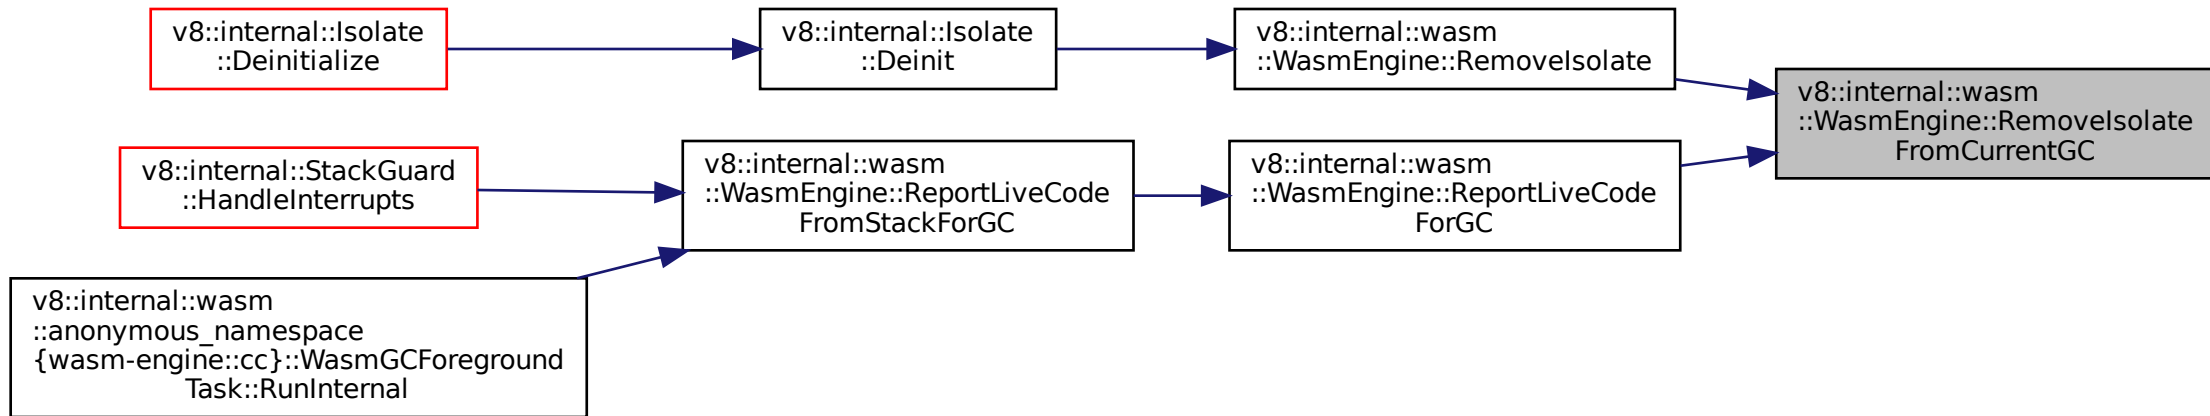 v8::internal::Isolate
::Deinitialize
v8::internal::Isolate
::Deinit
v8::internal::wasm
::WasmEngine::RemoveIsolate
v8::internal::wasm
::WasmEngine::RemoveIsolate
FromCurrentGC
v8::internal::StackGuard
::HandleInterrupts
v8::internal::wasm
::WasmEngine::ReportLiveCode
FromStackForGC
v8::internal::wasm
::WasmEngine::ReportLiveCode
ForGC
v8::internal::wasm
::anonymous_namespace
{wasm-engine::cc}::WasmGCForeground
Task::RunInternal